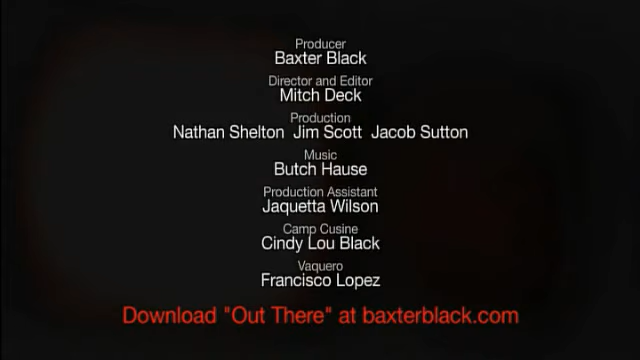 Producer
Baxter Black
Director and Editor
Mitch Deck
Production
Nathan Shelton Jim Scott Jacob Sutton
Music
Butch Hause
Production Assistant
Jaquetta Wilson
Camp Cusine
Cindy Lou Black
Vaquero
Francisco Lopez
Download "Out There" at baxterblack.com